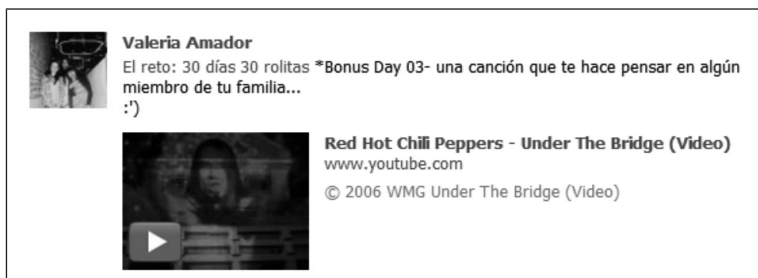 Valeria Amador
El reto: 30 días 30 rolitas *Bonus Day 03- una canción que te hace pensar en algún
miembro de tu familia...
:')
Red Hot Chili Peppers - Under The Bridge (Video)
www.youtube.com
© 2006 WMG Under The Bridge (Video)